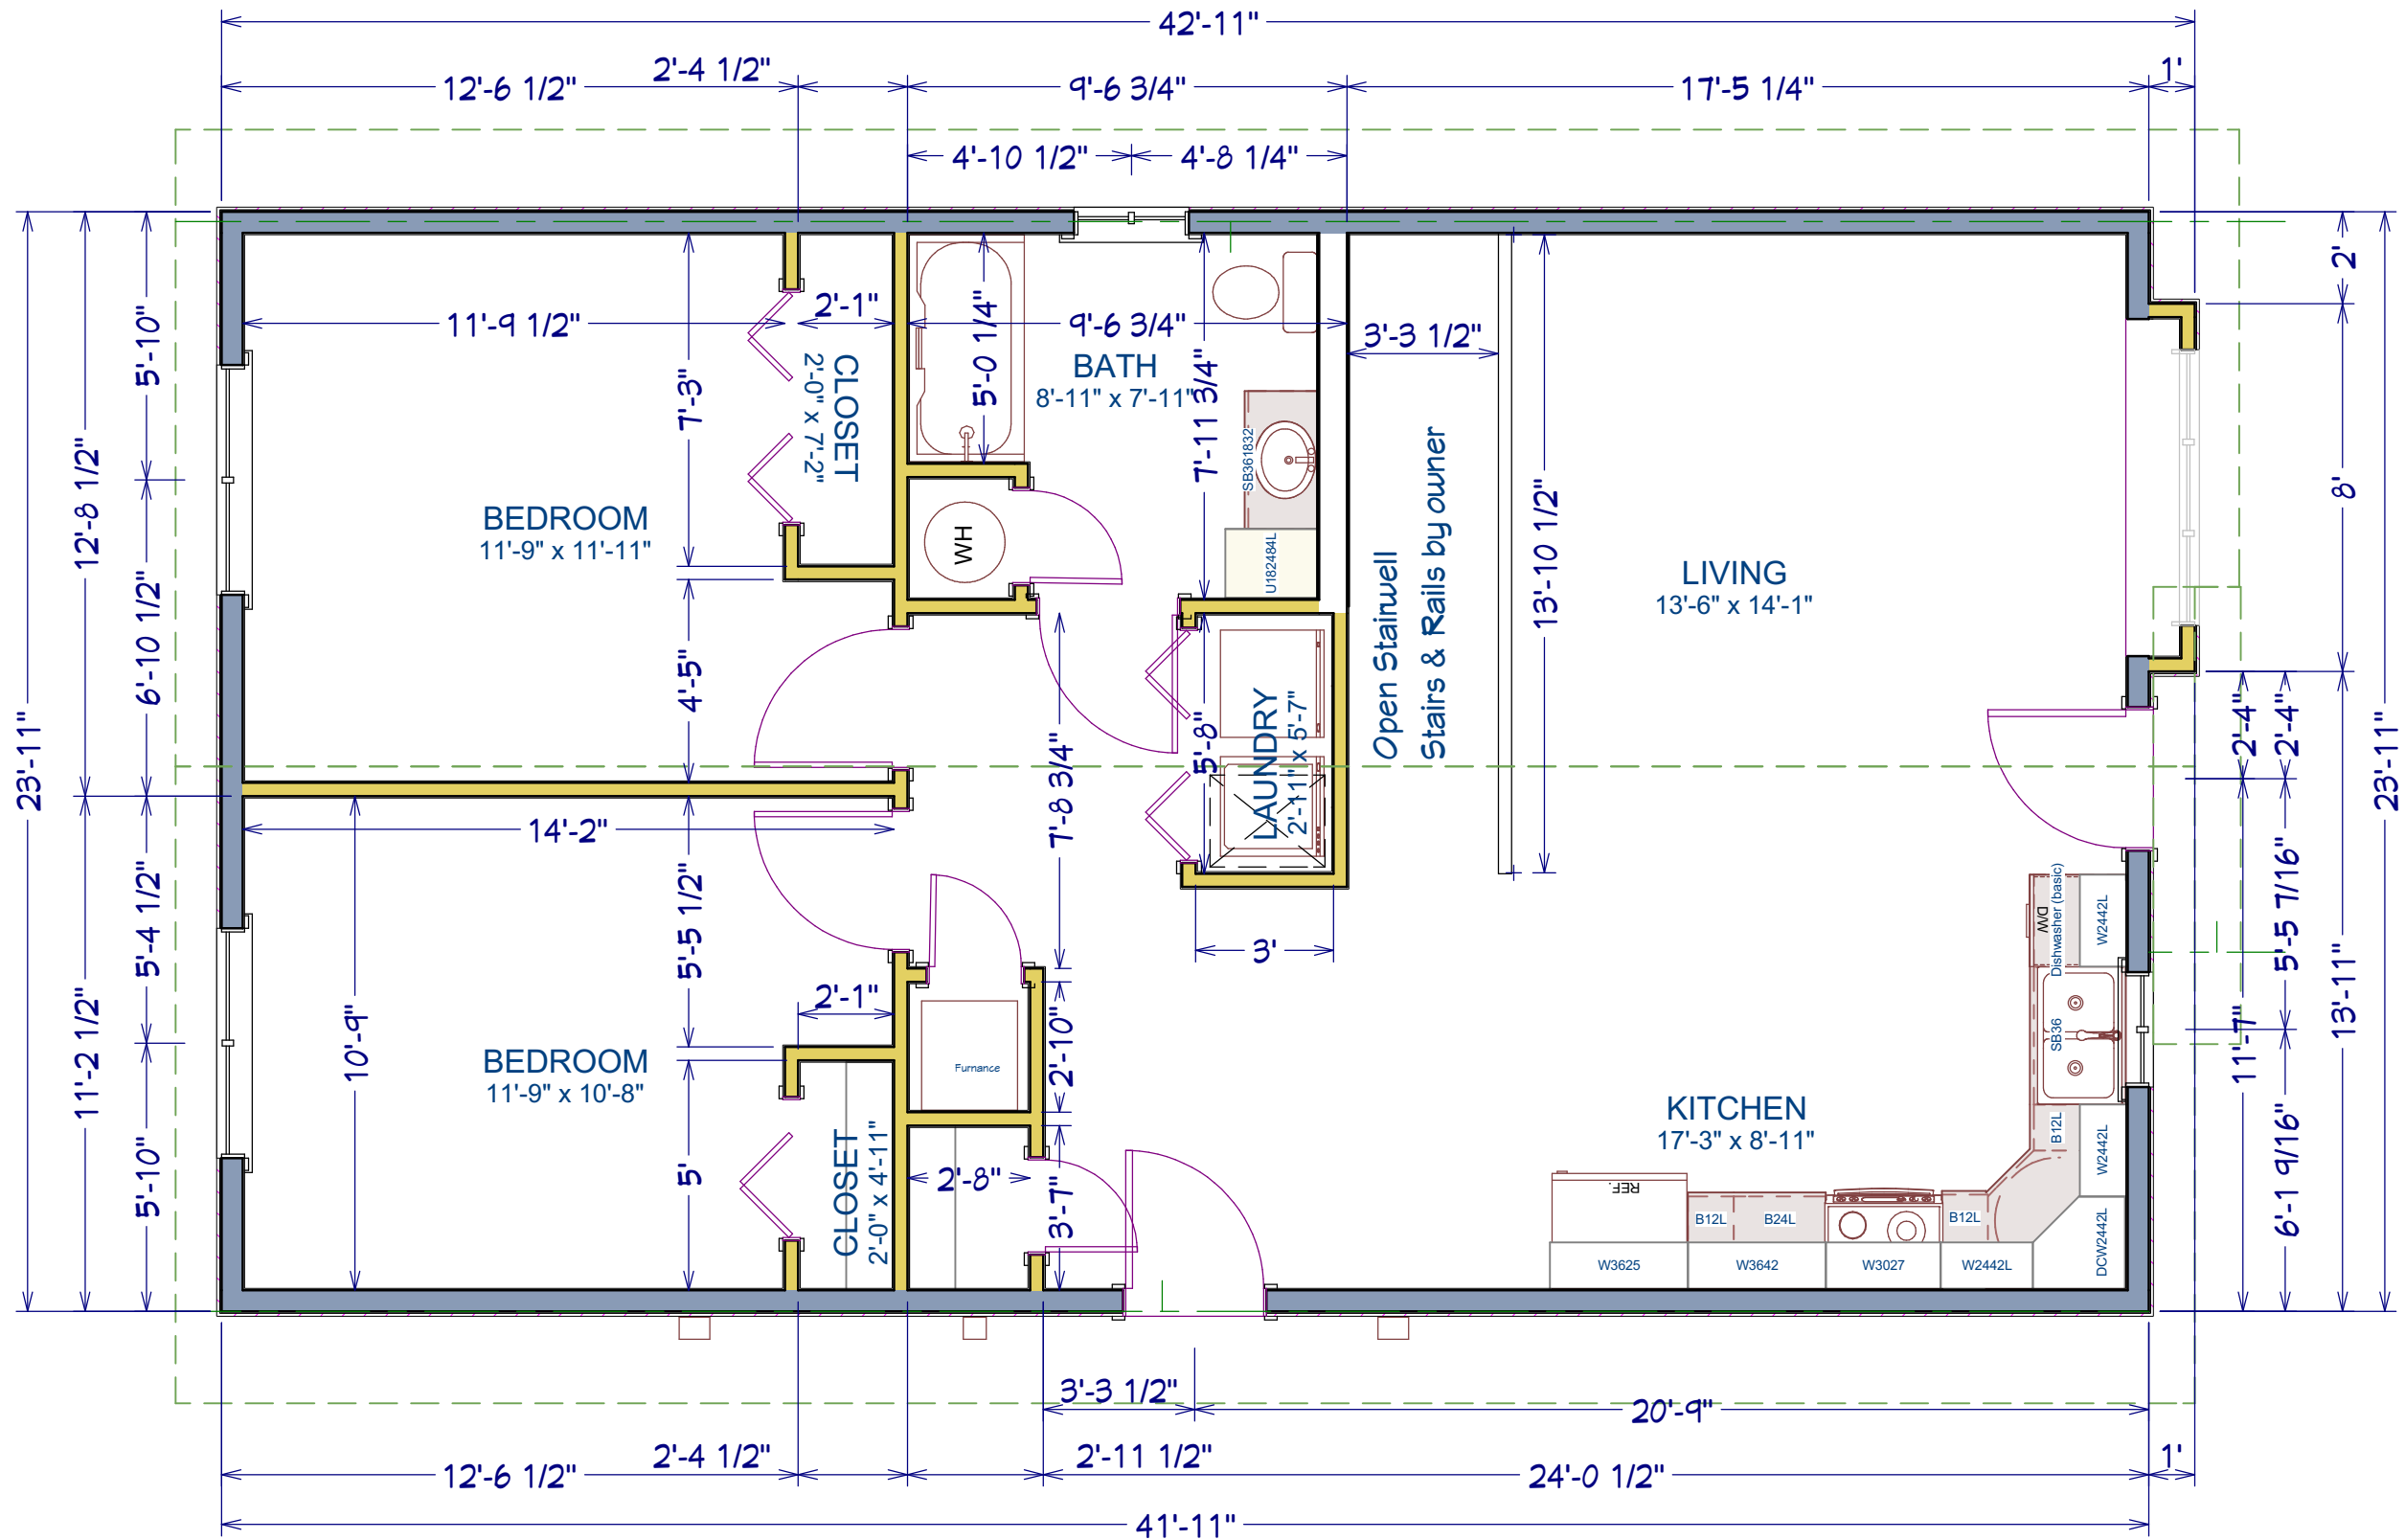 42'-11"
12'-6 1/2"
2'-4 1/2"
9'-6 3/4"
17'-5 1/4"
1'
4'-10 1/2"
4'-8 1/4"
23'-11"
12'-8 1/2"
11'-2 1/2"
5'-10"
6'-10 1/2"
5'-4 1/2"
5'-10"
11'-9 1/2"
2'-1"
7'-3"
4'-5"
CLOSET
2'-0" x 7'-2"
BEDROOM
11'-9" x 11'-11"
5'-0 1/4"
9'-6 3/4"
BATH
8'-11" x 7'-11"
7'-11 3/4"
SB361832
U182484L
WH
3'-3 1/2"
Open Stairwell
Stairs & Rails by owner
13'-10 1/2"
LIVING
13'-6" x 14'-1"
2'
8'
23'-11"
14'-2"
10'-9"
5'-5 1/2"
2'-1"
5'
BEDROOM
11'-9" x 10'-8"
CLOSET
2'-0" x 4'-11"
7'-8 3/4"
5'-8"
LAUNDRY
2'-11" x 5'-7"
3'
Furnance
2'-10"
2'-8"
3'-7"
KITCHEN
17'-3" x 8'-11"
D/W
Dishwasher (basic)
W2442L
SB36
B12L
W2442L
DCW2442L
REF.
B12L
B24L
B12L
W3625
W3642
W3027
W2442L
2'-4"
2'-4"
5'-5 7/16"
11'-7"
13'-11"
6'-1 9/16"
3'-3 1/2"
20'-9"
12'-6 1/2"
2'-4 1/2"
2'-11 1/2"
24'-0 1/2"
1'
41'-11"